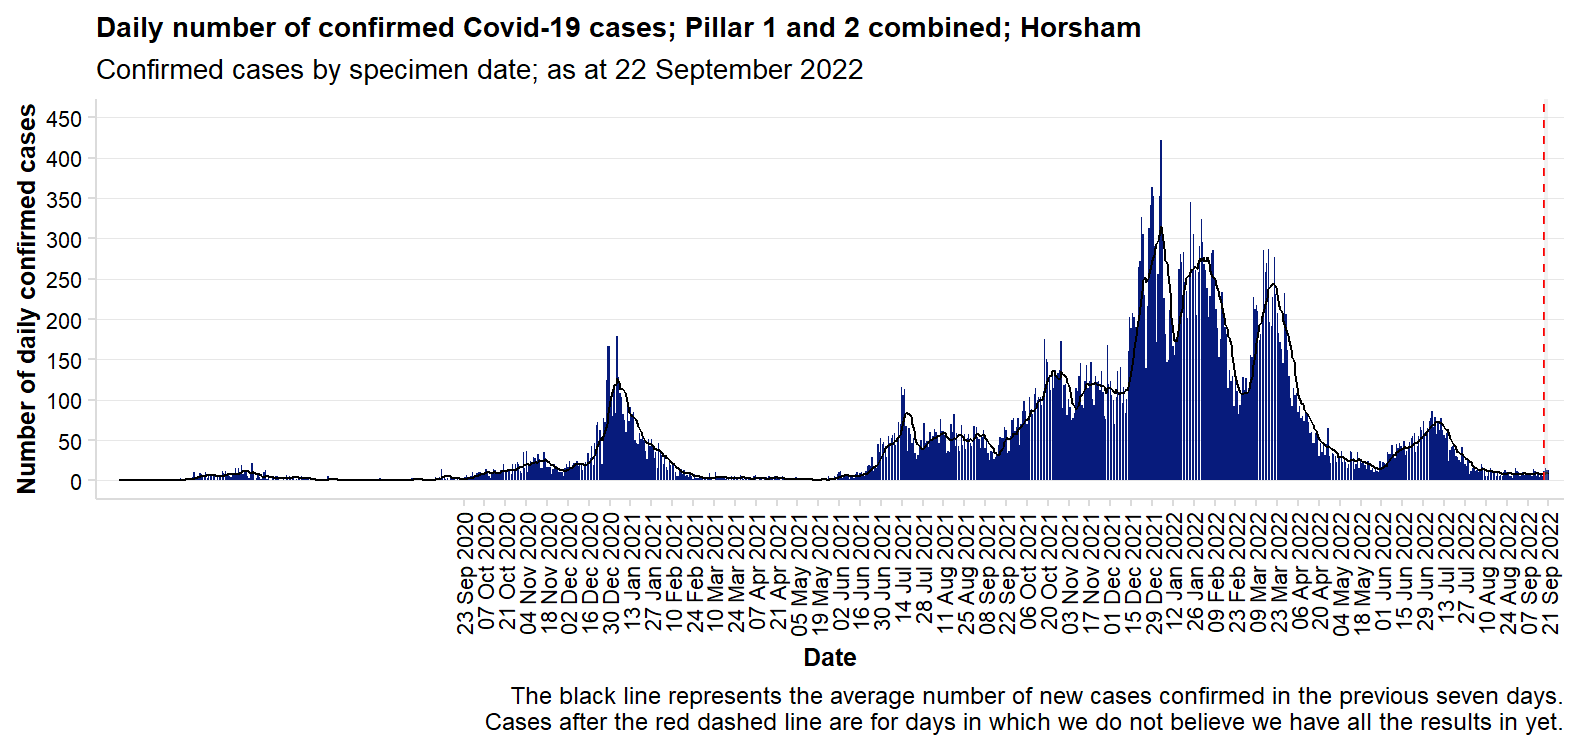 Daily number of confirmed Covid-19 cases; Pillar 1 and 2 combined; Horsham
Confirmed cases by specimen date; as at 22 September 2022
Number of daily confirmed cases
450
400
350
300
250
200
150
100
50
0
23 Sep 2020
07 Oct 2020
21 Oct 2020
04 Nov 2020
18 Nov 2020
02 Dec 2020
16 Dec 2020
30 Dec 2020
13 Jan 2021
27 Jan 2021
10 Feb 2021
24 Feb 2021
10 Mar 2021
24 Mar 2021
07 Apr 2021
21 Apr 2021
05 May 2021
19 May 2021
02 Jun 2021
16 Jun 2021
30 Jun 2021
14 Jul 2021
28 Jul 2021
11 Aug 2021
25 Aug 2021
08 Sep 2021
22 Sep 2021
06 Oct 2021
20 Oct 2021
03 Nov 2021
17 Nov 2021
01 Dec 2021
15 Dec 2021
29 Dec 2021
12 Jan 2022
26 Jan 2022
09 Feb 2022
23 Feb 2022
09 Mar 2022
23 Mar 2022
06 Apr 2022
20 Apr 2022
04 May 2022
18 May 2022
01 Jun 2022
15 Jun 2022
29 Jun 2022
13 Jul 2022
27 Jul 2022
10 Aug 2022
24 Aug 2022
07 Sep 2022
21 Sep 2022
Date
The black line represents the average number of new cases confirmed in the previous seven days.
Cases after the red dashed line are for days in which we do not believe we have all the results in yet.